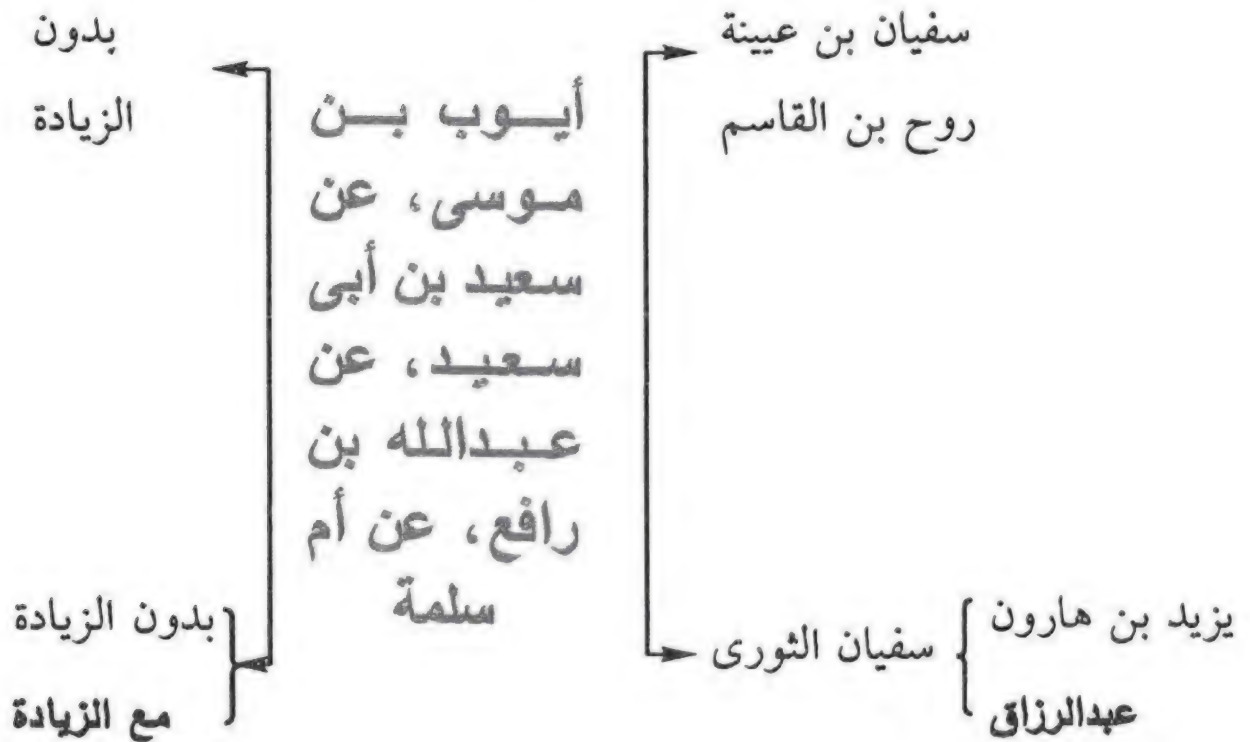 سفيان بن عيينة
روح بن القاسم
يزيد بن هارون
عبدالرزاق
سفيان الثورى
أيوب بن
موسى، عن
سعيد بن أبى
سعيد، عن
عبدالله بن
رافع، عن أم
سلمة
بدون
الزيادة
بدون الزيادة
مع الزيادة